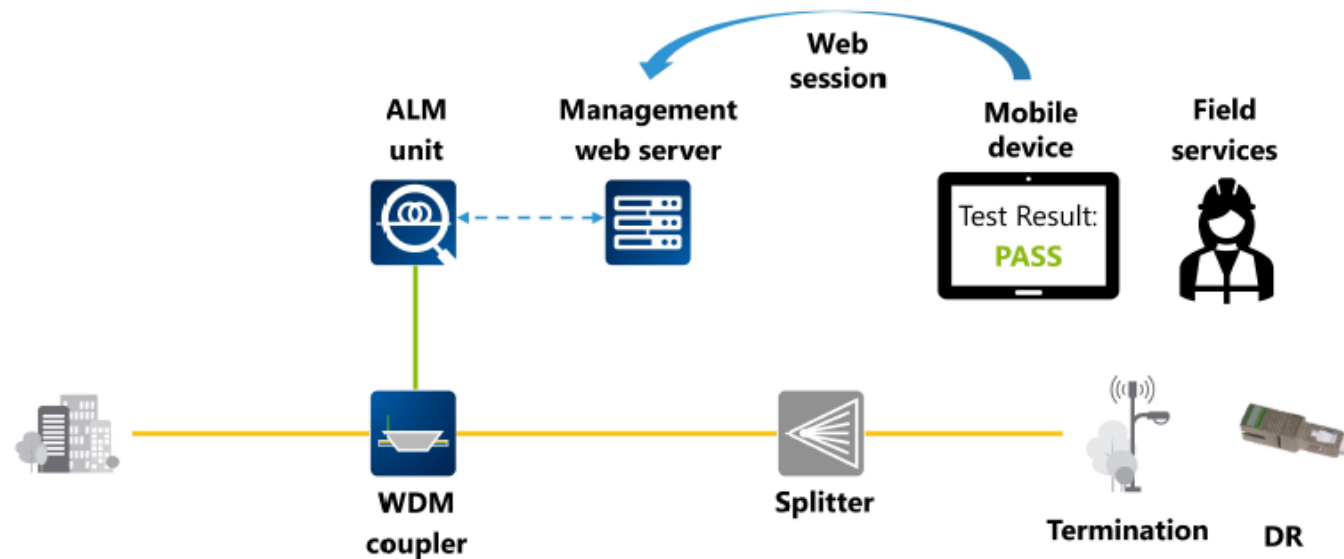 Web
session
ALM
unit
Management
web server
Mobile
device
Field
services
Test Result:
PASS
WDM
coupler
Splitter
Termination
DR